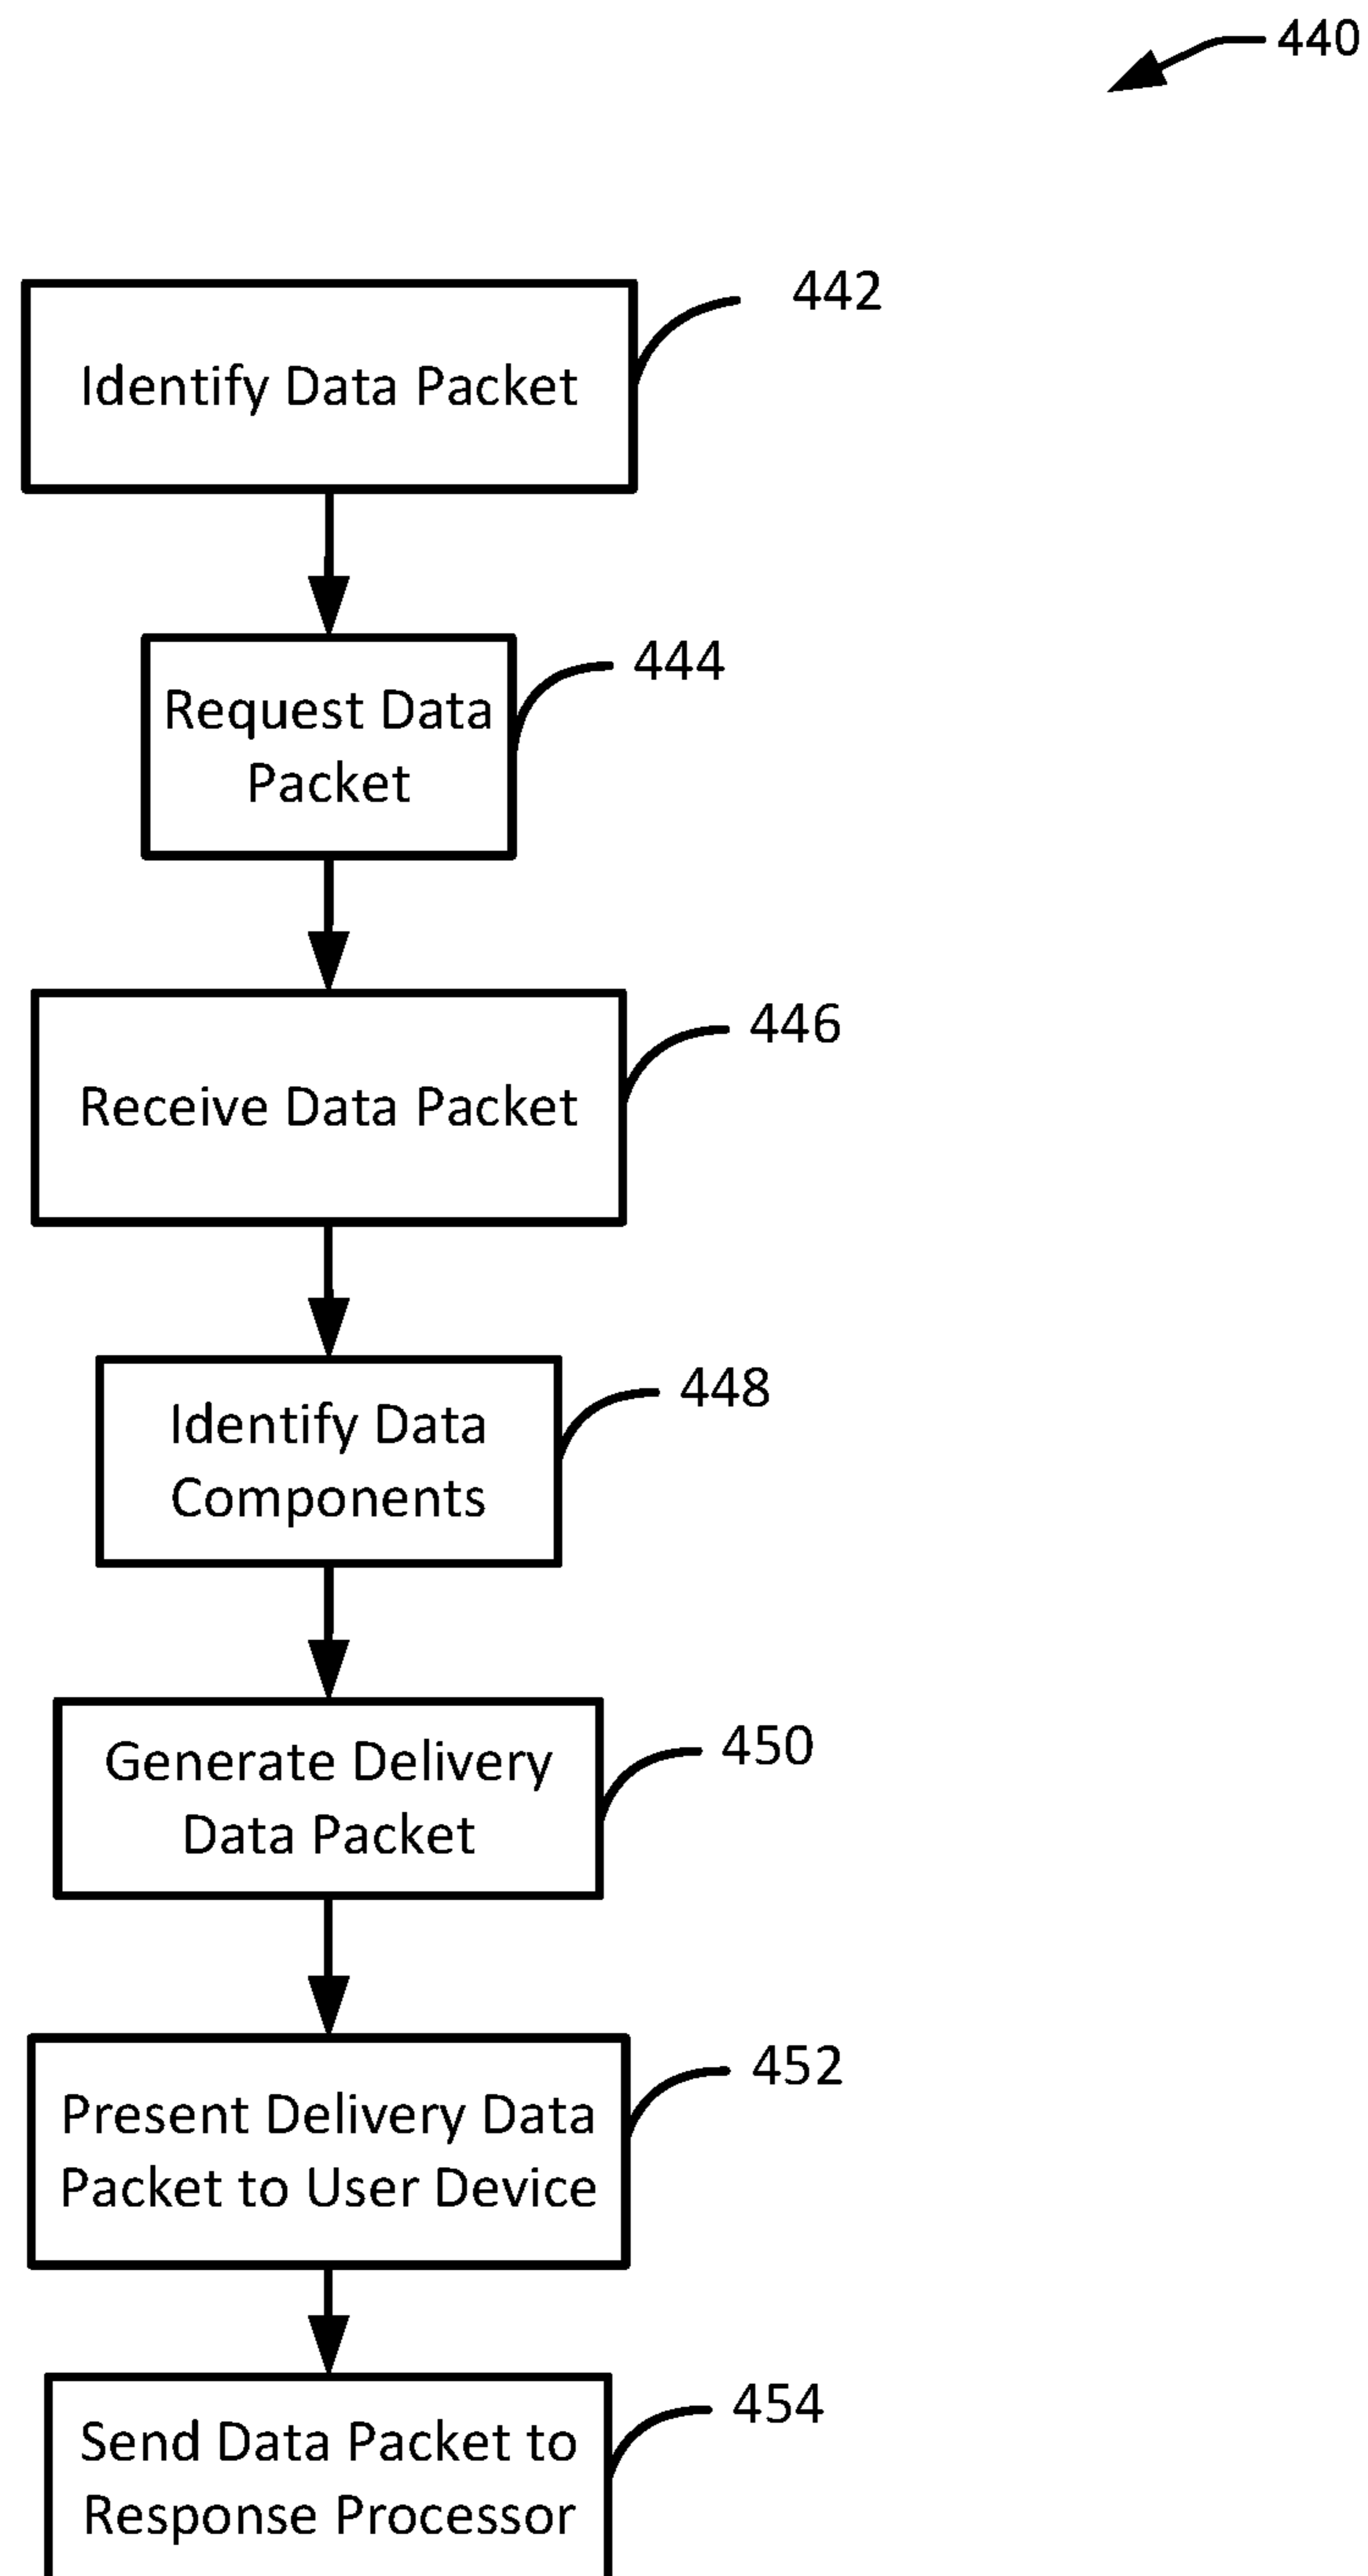 440
442
Identify Data Packet
444
Request Data
Packet
446
Receive Data Packet
448
Identify Data
Components
450
Generate Delivery
Data Packet
452
Present Delivery Data
Packet to User Device
454
Send Data Packet to
Response Processor